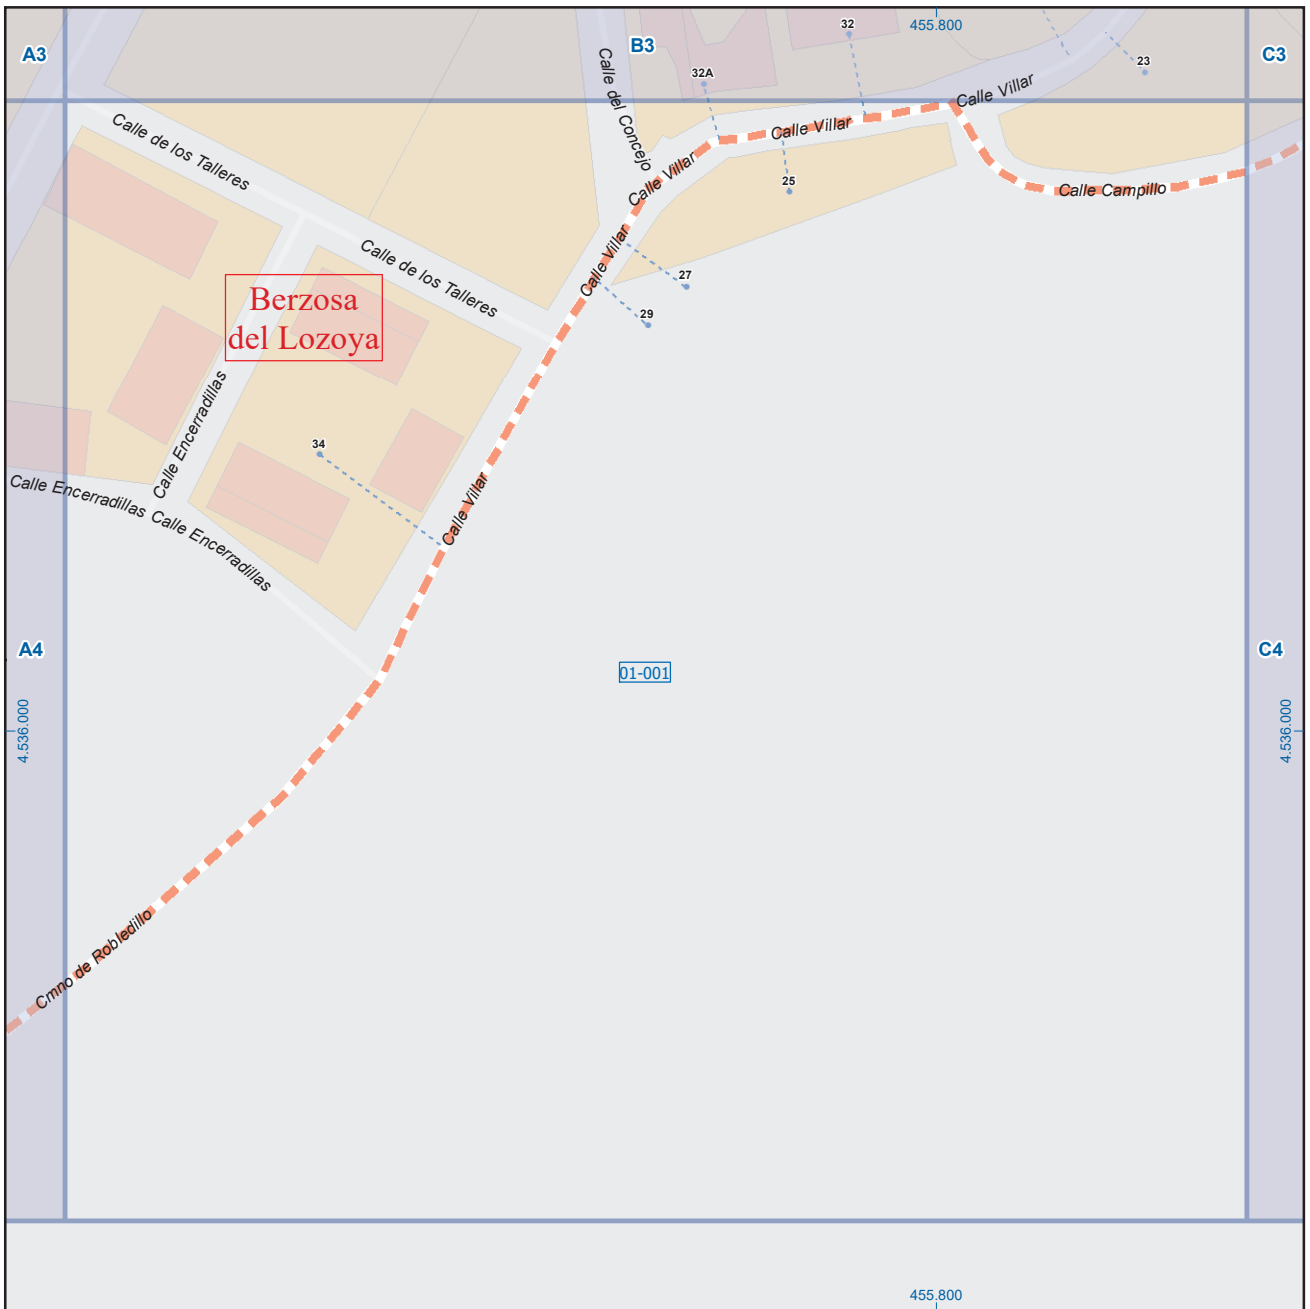 455.800
32
A3
B3
C3
23
32A
Calle Villar
Calle del Concejo
Calle de los Talleres
Calle Villar
Calle Villar
25
Calle Campillo
Calle Villar
Calle de los Talleres
27
Berzosa
del Lozoya
29
Calle Encerradillas
34
Calle Encerradillas
Calle Encerradillas
Calle Villar
A4
C4
01-001
4.536.000
4.536.000
Cmno de Robledillo
455.800